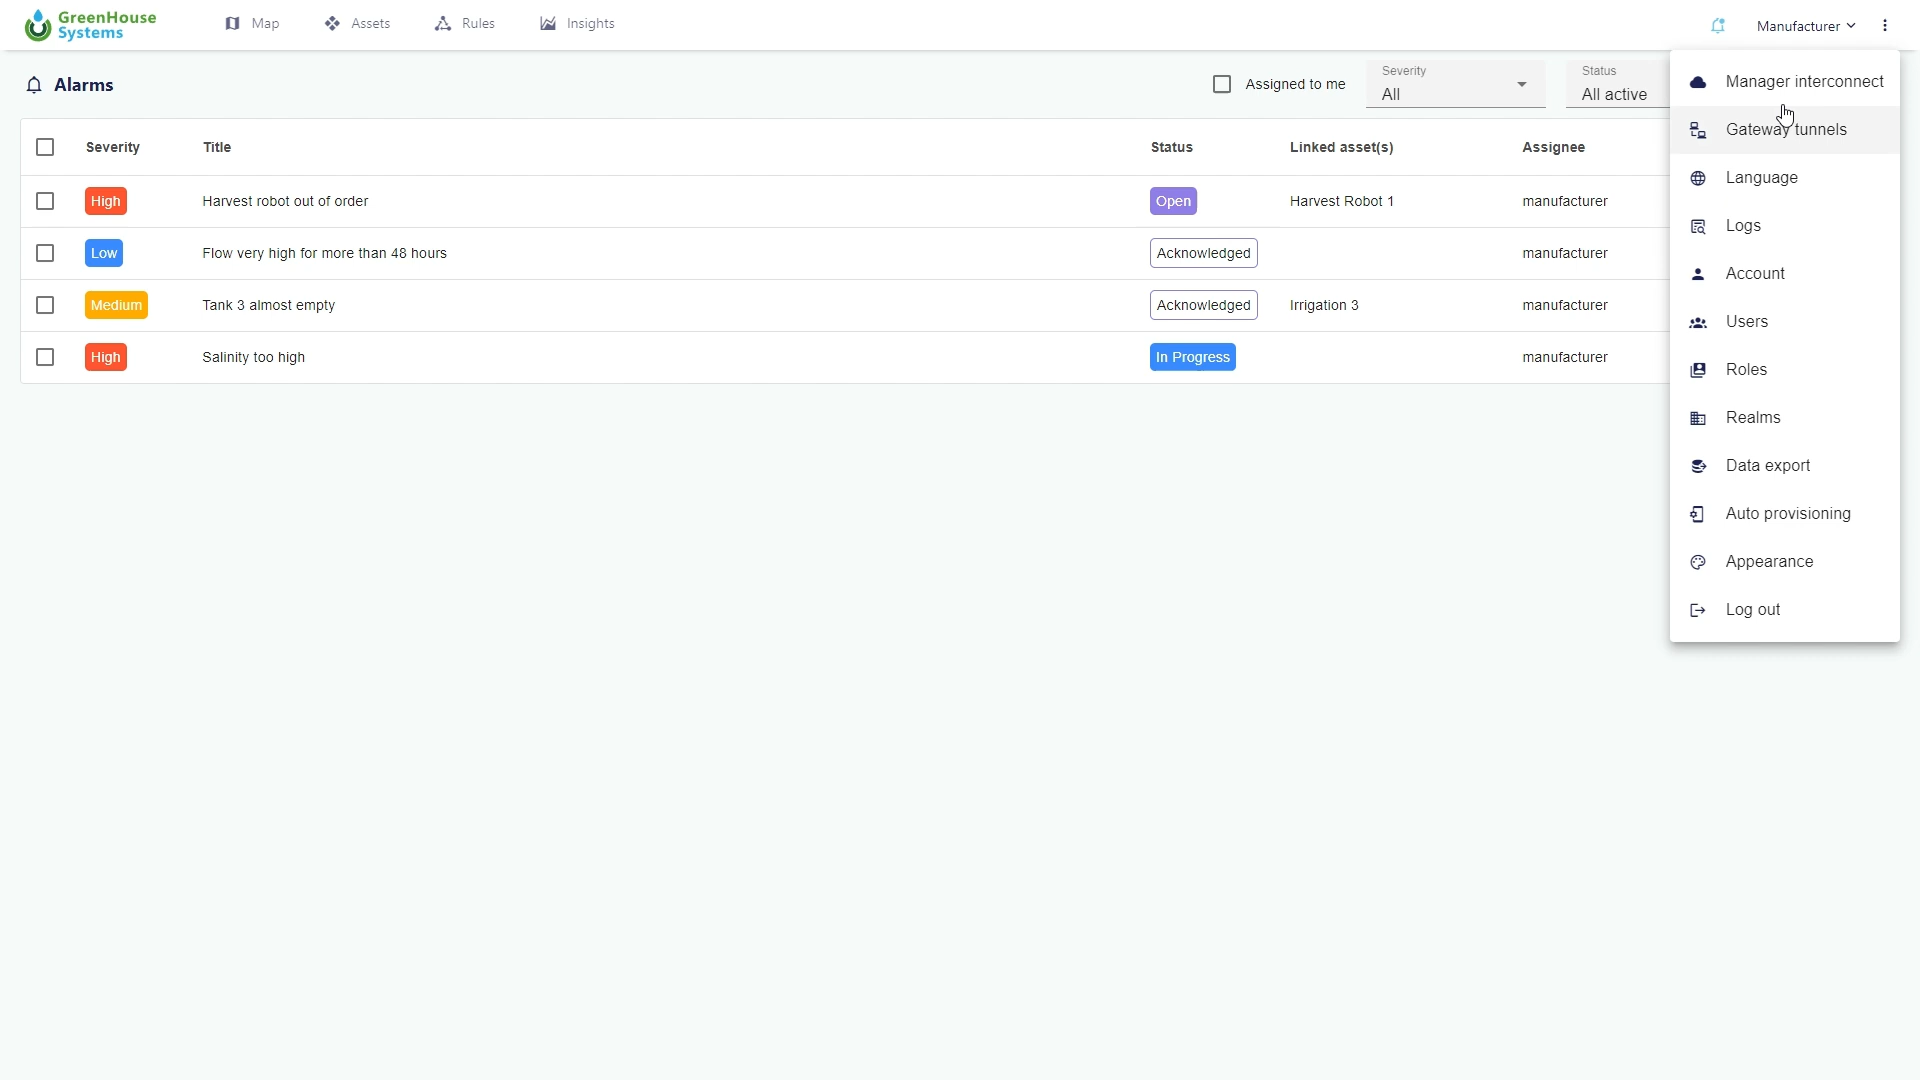 GreenHouse
Systems
Map
Assets
Rules
Insights
Manufacturer
Alarms
Assigned to me
Severity
All
Status
All active
Severity
Title
Status
Linked asset(s)
Assignee
High
Harvest robot out of order
Open
Harvest Robot 1
manufacturer
Low
Flow very high for more than 48 hours
Acknowledged
manufacturer
Medium
Tank 3 almost empty
Acknowledged
Irrigation 3
manufacturer
High
Salinity too high
In Progress
manufacturer
Manager interconnect
Gateway tunnels
Language
Logs
Account
Users
Roles
Realms
Data export
Auto provisioning
Appearance
Log out